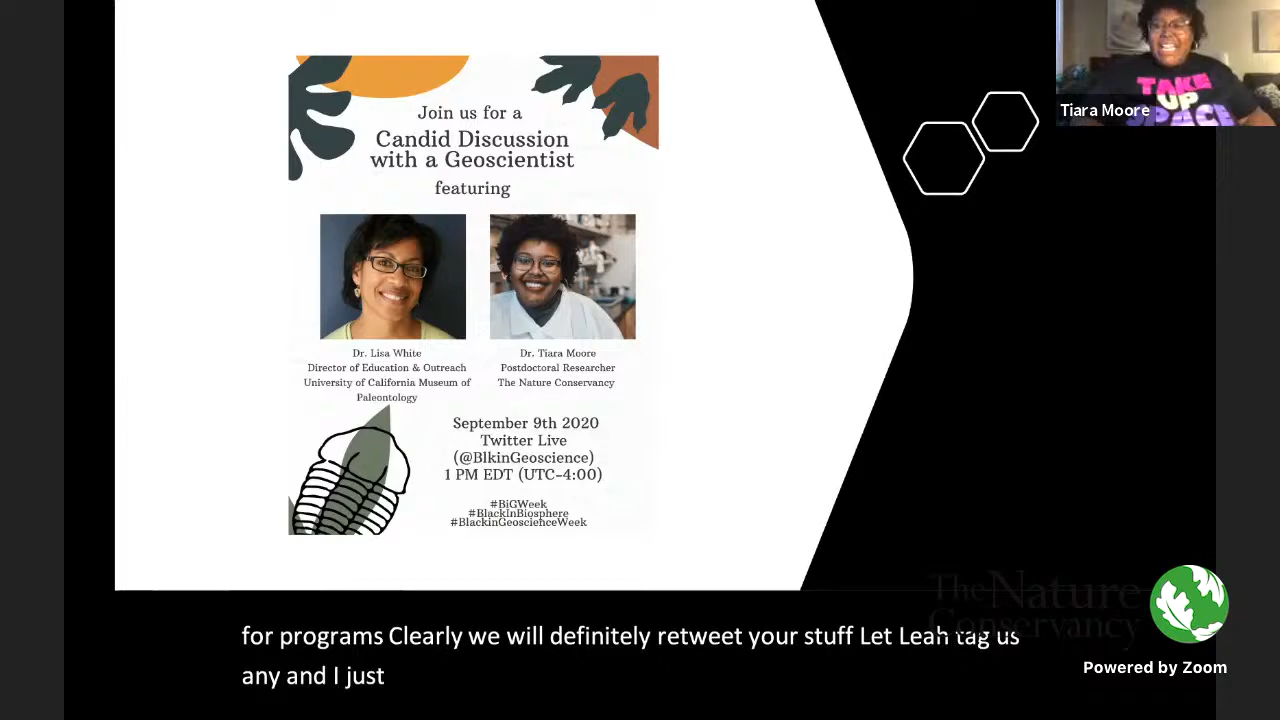 Join us for a
Candid Discussion
with a Geoscientist
featuring
Dr. Lisa White
Director of Education & Outreach
University of California Museum of
Paleontology
Dr. Tiara Moore
Postdoctoral Researcher
The Nature Conservancy
September 9th 2020
Twitter Live
(@BlkinGeoscience)
1 PM EDT (UTC-4:00)
#BiGWeek
#BlackInBiosphere
#BlackinGeoscienceWeek
TAKE
UP
SPACE
Tiara Moore
The Nature
Conservancy
for programs Clearly we will definitely retweet your stuff Let Leah tag us
any and I just
Powered by Zoom